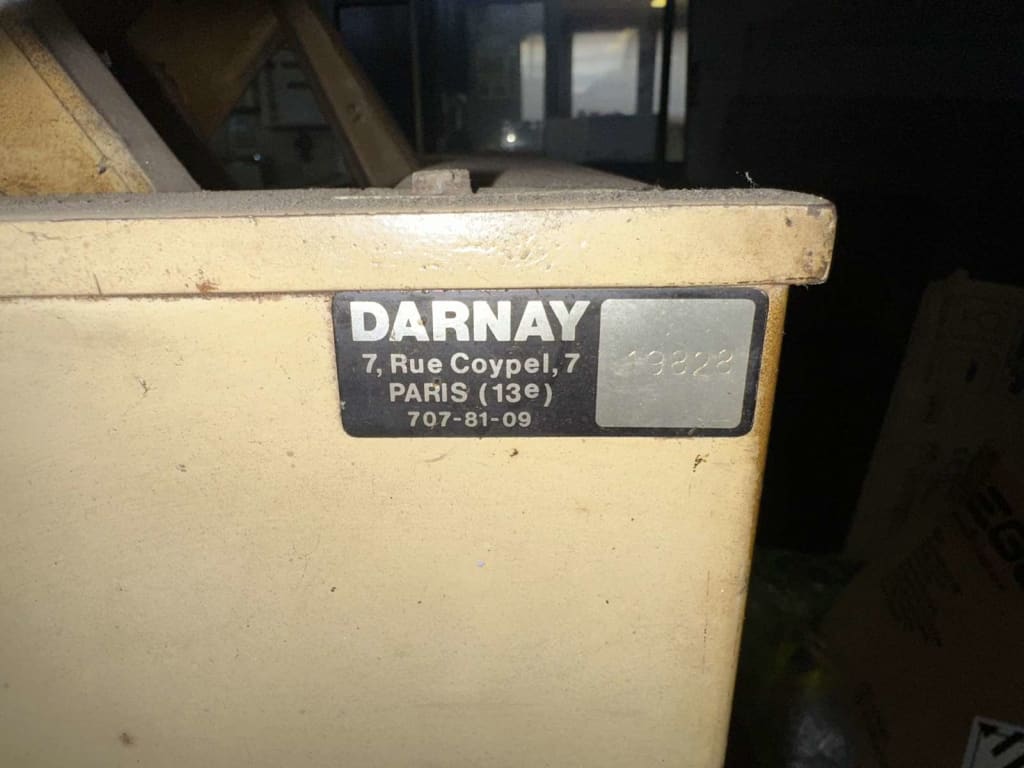 DARNAY
7, Rue Coypel, 7
PARIS (13e)
707-81-09
19828